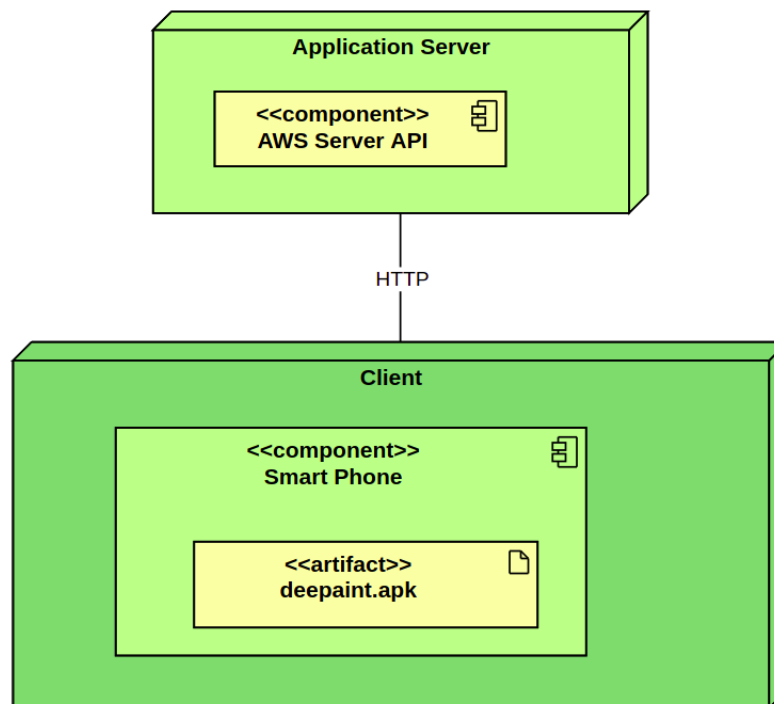 Application Server
<<component>>
AWS Server API
HTTP
Client
<<component>>
Smart Phone
<<artifact>>
deepaint.apk